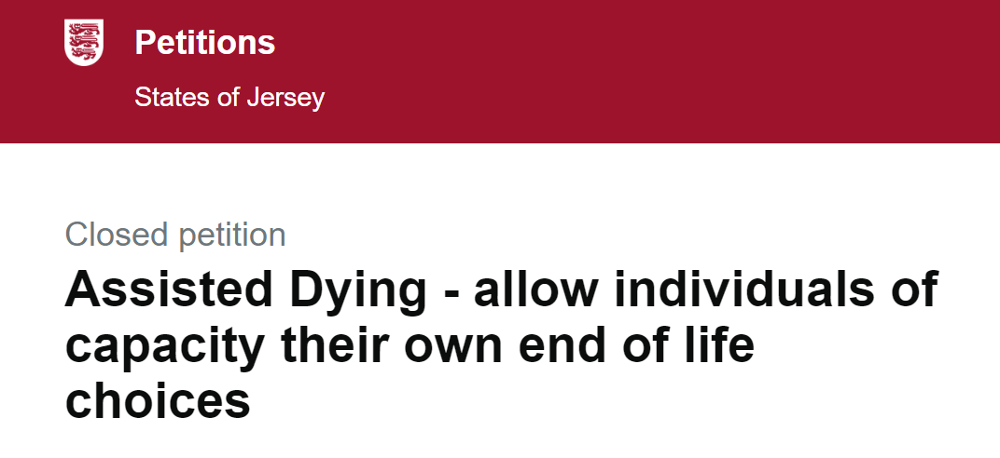 Petitions
States of Jersey
Closed petition
Assisted Dying - allow individuals of
capacity their own end of life
choices